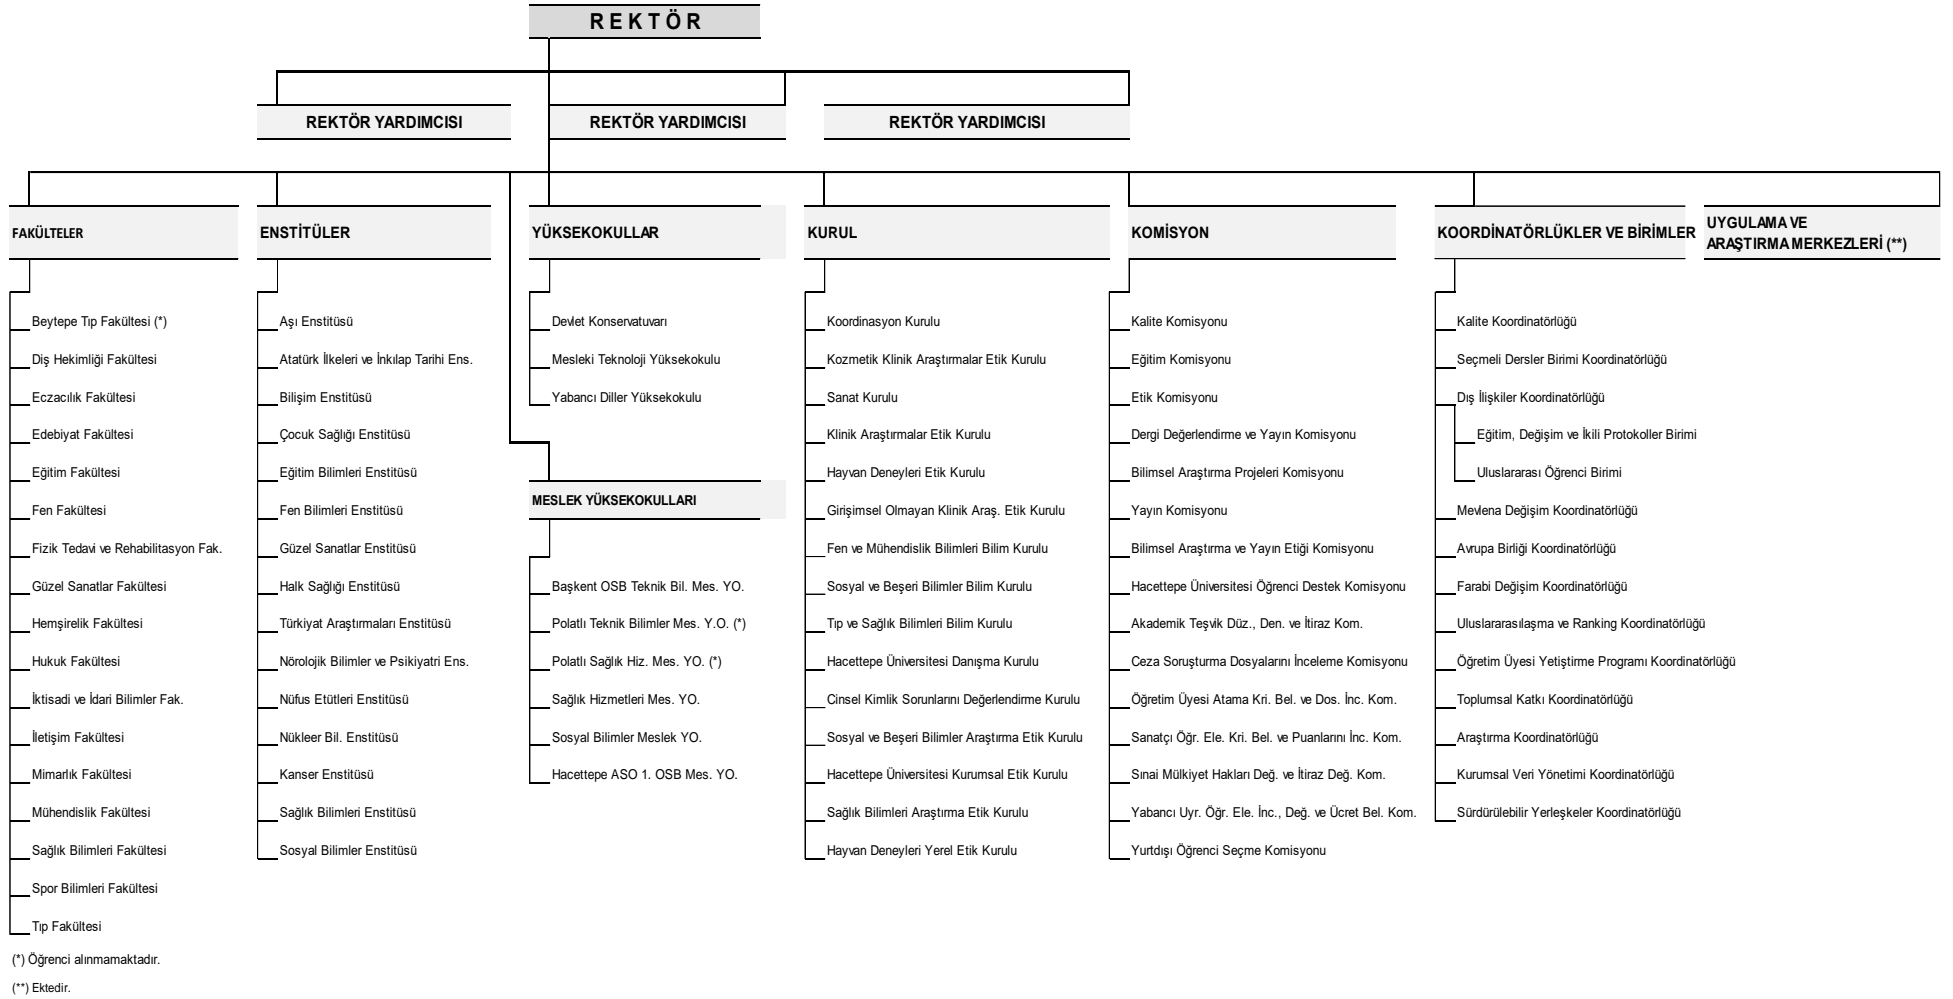 REKTÖR
REKTÖR YARDIMCISI
REKTÖR YARDIMCISI
REKTÖR YARDIMCISI
FAKÜLTELER
Beytepe Tıp Fakültesi (*)
Diş Hekimliği Fakültesi
Eczacılık Fakültesi
Edebiyat Fakültesi
Eğitim Fakültesi
Fen Fakültesi
Fizik Tedavi ve Rehabilitasyon Fak.
Güzel Sanatlar Fakültesi
Hemşirelik Fakültesi
Hukuk Fakültesi
İktisadi ve İdari Bilimler Fak.
İletişim Fakültesi
Mimarlık Fakültesi
Mühendislik Fakültesi
Sağlık Bilimleri Fakültesi
Spor Bilimleri Fakültesi
Tıp Fakültesi
ENSTİTÜLER
Aşı Enstitüsü
Atatürk İlkeleri ve İnkılap Tarihi Ens.
Bilişim Enstitüsü
Çocuk Sağlığı Enstitüsü
Eğitim Bilimleri Enstitüsü
Fen Bilimleri Enstitüsü
Güzel Sanatlar Enstitüsü
Halk Sağlığı Enstitüsü
Türkiyat Araştırmaları Enstitüsü
Nörolojik Bilimler ve Psikiyatri Ens.
Nüfus Etütleri Enstitüsü
Nükleer Bil. Enstitüsü
Kanser Enstitüsü
Sağlık Bilimleri Enstitüsü
Sosyal Bilimler Enstitüsü
YÜKSEKOKULLAR
Devlet Konservatuvarı
Mesleki Teknoloji Yüksekokulu
Yabancı Diller Yüksekokulu
MESLEK YÜKSEKOKULLARI
Başkent OSB Teknik Bil. Mes. YO.
Polatlı Teknik Bilimler Mes. Y.O. (*)
Polatlı Sağlık Hiz. Mes. YO. (*)
Sağlık Hizmetleri Mes. YO.
Sosyal Bilimler Meslek YO.
Hacettepe ASO 1. OSB Mes. YO.
KURUL
Koordinasyon Kurulu
Kozmetik Klinik Araştırmalar Etik Kurulu
Sanat Kurulu
Klinik Araştırmalar Etik Kurulu
Hayvan Deneyleri Etik Kurulu
Girişimsel Olmayan Klinik Araş. Etik Kurulu
Fen ve Mühendislik Bilimleri Bilim Kurulu
Sosyal ve Beşeri Bilimler Bilim Kurulu
Tıp ve Sağlık Bilimleri Bilim Kurulu
Hacettepe Üniversitesi Danışma Kurulu
Cinsel Kimlik Sorunlarını Değerlendirme Kurulu
Sosyal ve Beşeri Bilimler Araştırma Etik Kurulu
Hacettepe Üniversitesi Kurumsal Etik Kurulu
Sağlık Bilimleri Araştırma Etik Kurulu
Hayvan Deneyleri Yerel Etik Kurulu
KOMİSYON
Kalite Komisyonu
Eğitim Komisyonu
Etik Komisyonu
Dergi Değerlendirme ve Yayın Komisyonu
Bilimsel Araştırma Projeleri Komisyonu
Yayın Komisyonu
Bilimsel Araştırma ve Yayın Etiği Komisyonu
Hacettepe Üniversitesi Öğrenci Destek Komisyonu
Akademik Teşvik Düz., Den. ve İtiraz Kom.
Ceza Soruşturma Dosyalarını İnceleme Komisyonu
Öğretim Üyesi Atama Kri. Bel. ve Dos. İnc. Kom.
Sanatçı Öğr. Ele. Kri. Bel. ve Puanlarını İnc. Kom.
Sınai Mülkiyet Hakları Değ. ve İtiraz Değ. Kom.
Yabancı Uyr. Öğr. Ele. İnc., Değ. ve Ücret Bel. Kom.
Yurtdışı Öğrenci Seçme Komisyonu
KOORDİNATÖRLÜKLER VE BİRİMLER
Kalite Koordinatörlüğü
Seçmeli Dersler Birimi Koordinatörlüğü
Dış İlişkiler Koordinatörlüğü
Eğitim, Değişim ve İkili Protokoller Birimi
Uluslararası Öğrenci Birimi
Mevlena Değişim Koordinatörlüğü
Avrupa Birliği Koordinatörlüğü
Farabi Değişim Koordinatörlüğü
Uluslararasılaşma ve Ranking Koordinatörlüğü
Öğretim Üyesi Yetiştirme Programı Koordinatörlüğü
Toplumsal Katkı Koordinatörlüğü
Araştırma Koordinatörlüğü
Kurumsal Veri Yönetimi Koordinatörlüğü
Sürdürülebilir Yerleşkeler Koordinatörlüğü
UYGULAMA VE
ARAŞTIRMA MERKEZLERİ (**)
(*) Öğrenci alınmamaktadır.
(**) Ektedir.